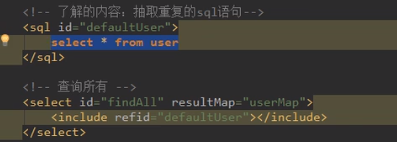 <!-- 了解的内容：抽取重复的sql语句-->
<sql id="defaultUser">
select * from user
</sql>
<!-- 查询所有 -->
<select id="findAll" resultMap="userMap">
<include refid="defaultUser"></include>
</select>